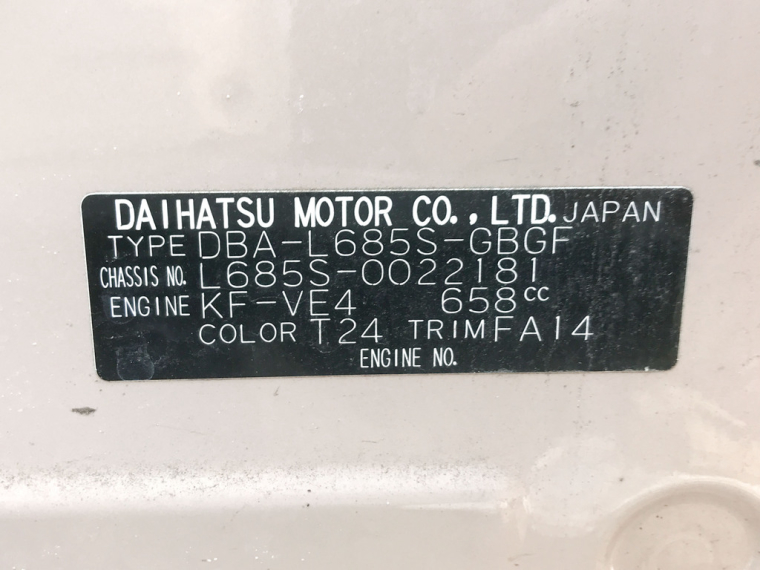 DAIHATSU MOTOR CO., LTD. JAPAN
TYPE DBA-L685S-GBGF
CHASSIS NO. L685S-0022181
ENGINE KF-VE4 658cc
COLOR T24 TRIM FA14
ENGINE NO.